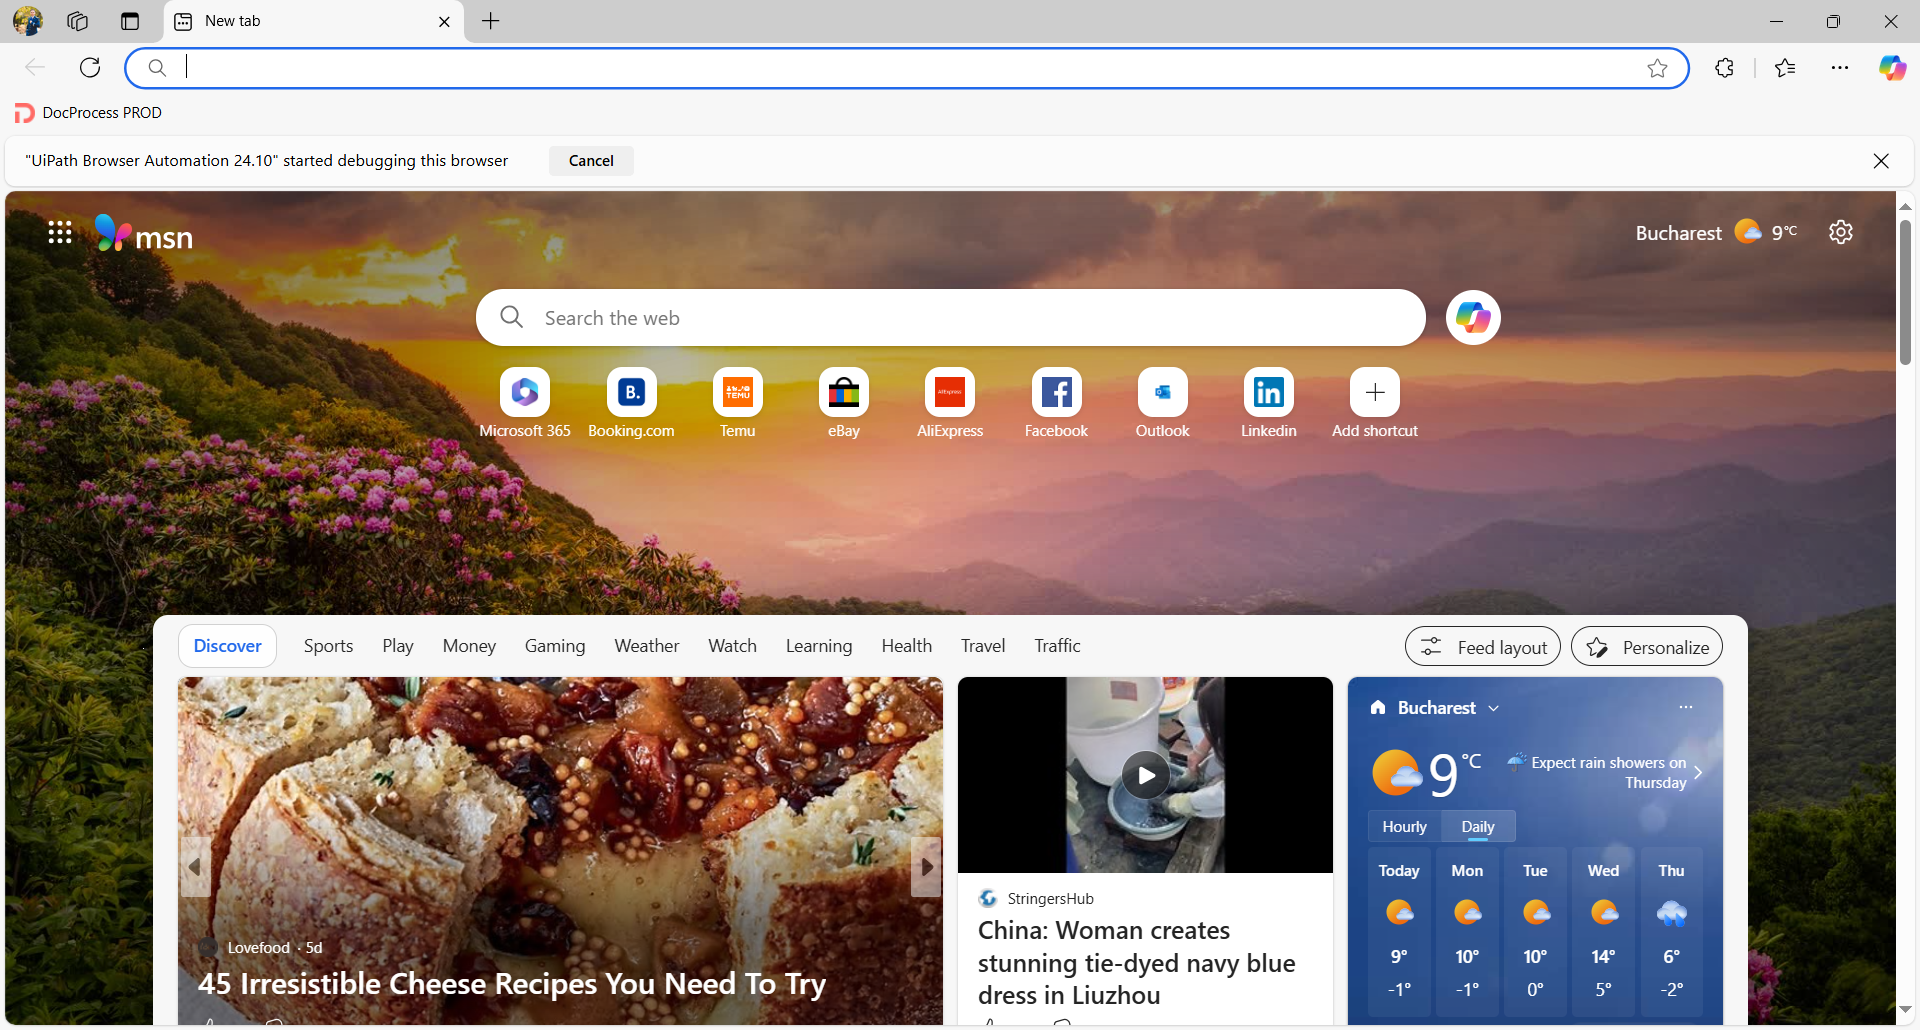 New tab
DocProcess PROD
"UiPath Browser Automation 24.10" started debugging this browser
Cancel
msn
Bucharest 9°C
Search the web
Microsoft 365
Booking.com
Temu
eBay
AliExpress
Facebook
Outlook
Linkedin
Add shortcut
Discover
Sports
Play
Money
Gaming
Weather
Watch
Learning
Health
Travel
Traffic
Feed layout
Personalize
Lovefood · 5d
45 Irresistible Cheese Recipes You Need To Try
StringersHub
China: Woman creates
stunning tie-dyed navy blue
dress in Liuzhou
Bucharest
9 °C
Expect rain showers on
Thursday
Hourly
Daily
Today Mon Tue Wed Thu
9° 10° 10° 14° 6°
-1° -1° 0° 5° -2°